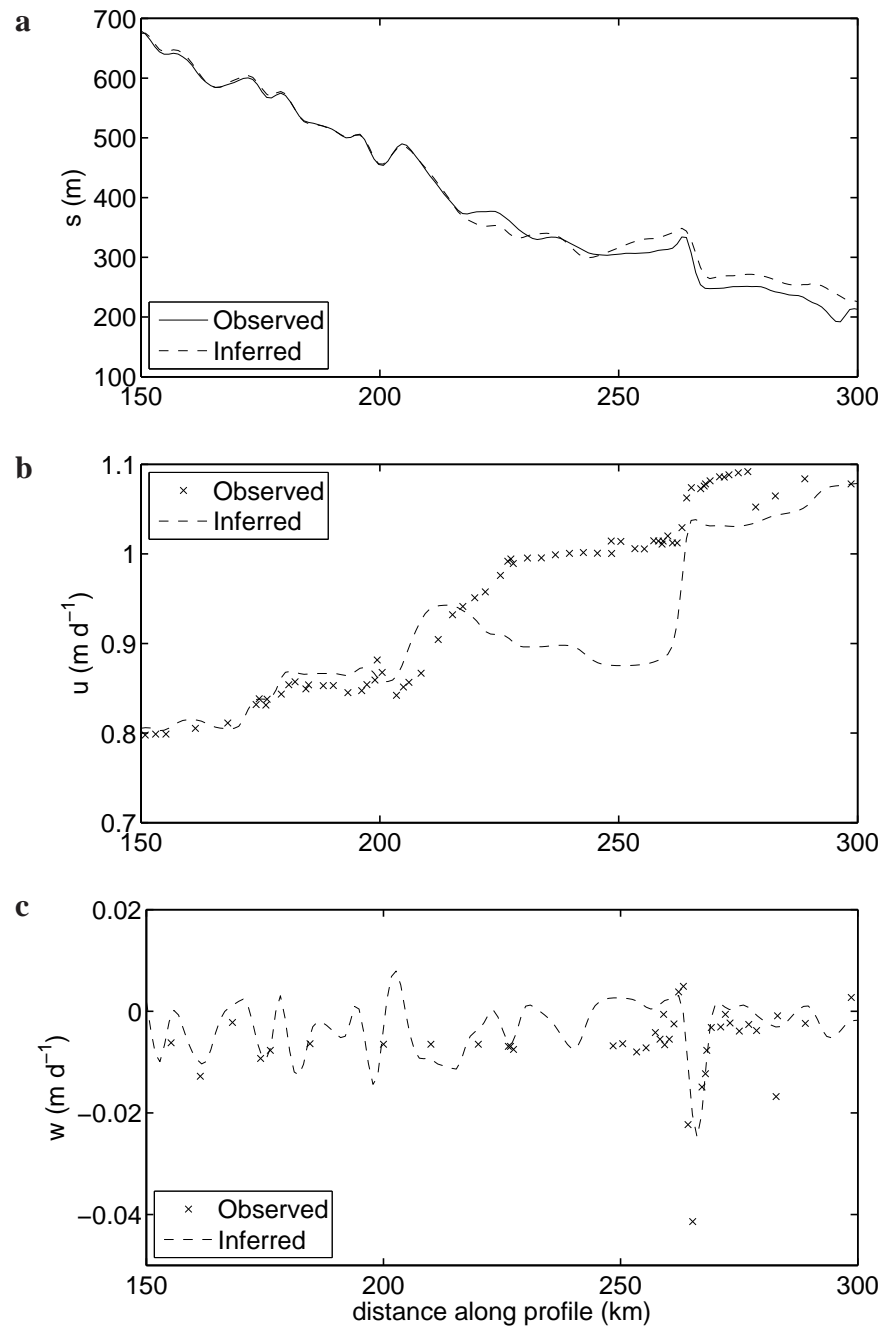 a
700
600
500
400
300
200
100
s (m)
Observed
Inferred
150
200
250
300
b
1.1
1
0.9
0.8
0.7
u (m d⁻¹)
Observed
Inferred
150
200
250
300
c
0.02
0
−0.02
−0.04
w (m d⁻¹)
Observed
Inferred
150
200
250
300
distance along profile (km)